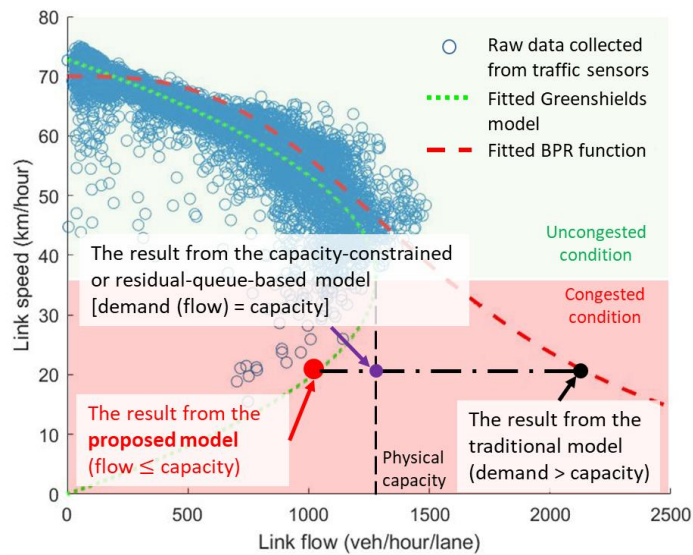 80
70
60
50
40
30
20
10
0
Link speed (km/hour)
Raw data collected
from traffic sensors
Fitted Greenshields
model
Fitted BPR function
Uncongested
condition
Congested
condition
The result from the capacity-constrained
or residual-queue-based model
[demand (flow) = capacity]
The result from the
proposed model
(flow ≤ capacity)
Physical
capacity
The result from the
traditional model
(demand > capacity)
0
500
1000
1500
2000
2500
Link flow (veh/hour/lane)